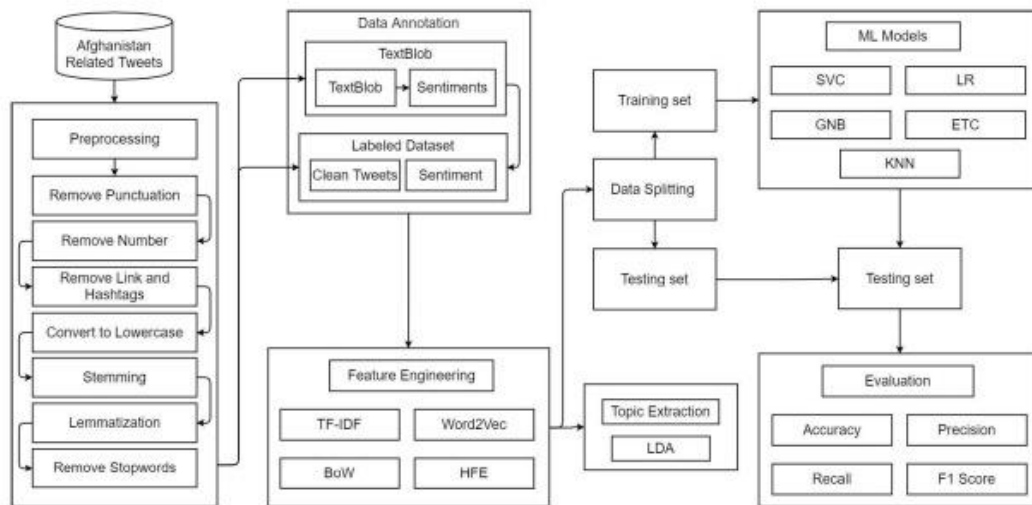 Afghanistan
Related Tweets
Preprocessing
Remove Punctuation
Remove Number
Remove Link and
Hashtags
Convert to Lowercase
Stemming
Lemmatization
Remove Stopwords
Data Annotation
TextBlob
TextBlob
Sentiments
Labeled Dataset
Clean Tweets
Sentiment
Feature Engineering
TF-IDF
Word2Vec
BoW
HFE
Topic Extraction
LDA
Training set
Data Splitting
Testing set
ML Models
SVC
LR
GNB
ETC
KNN
Testing set
Evaluation
Accuracy
Precision
Recall
F1 Score